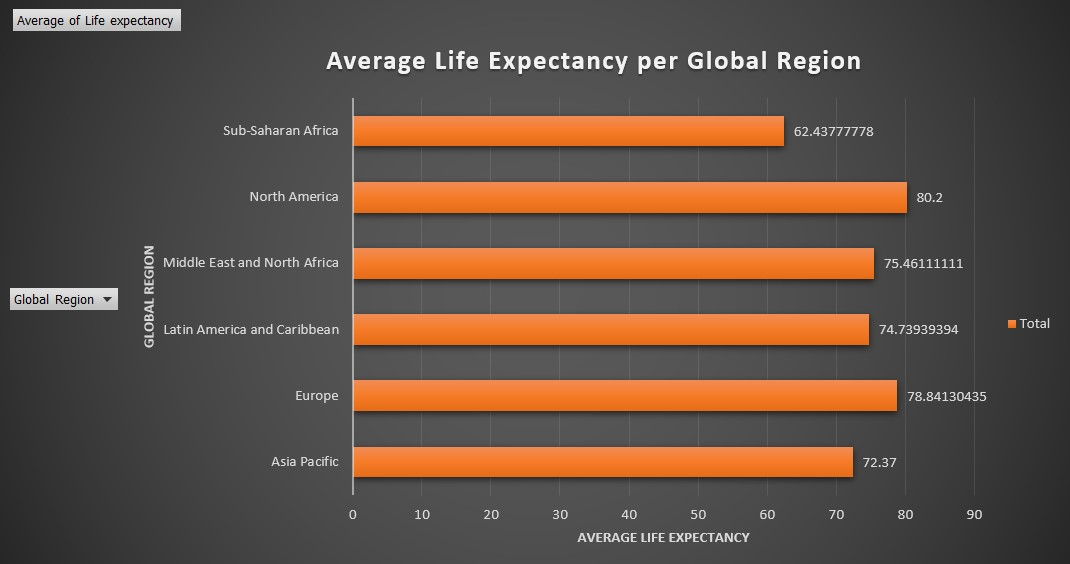 Average of Life expectancy
Average Life Expectancy per Global Region
Sub-Saharan Africa 62.43777778
North America 80.2
Middle East and North Africa 75.46111111
GLOBAL REGION
Global Region
Latin America and Caribbean 74.73939394
Total
Europe 78.84130435
Asia Pacific 72.37
0 10 20 30 40 50 60 70 80 90
AVERAGE LIFE EXPECTANCY